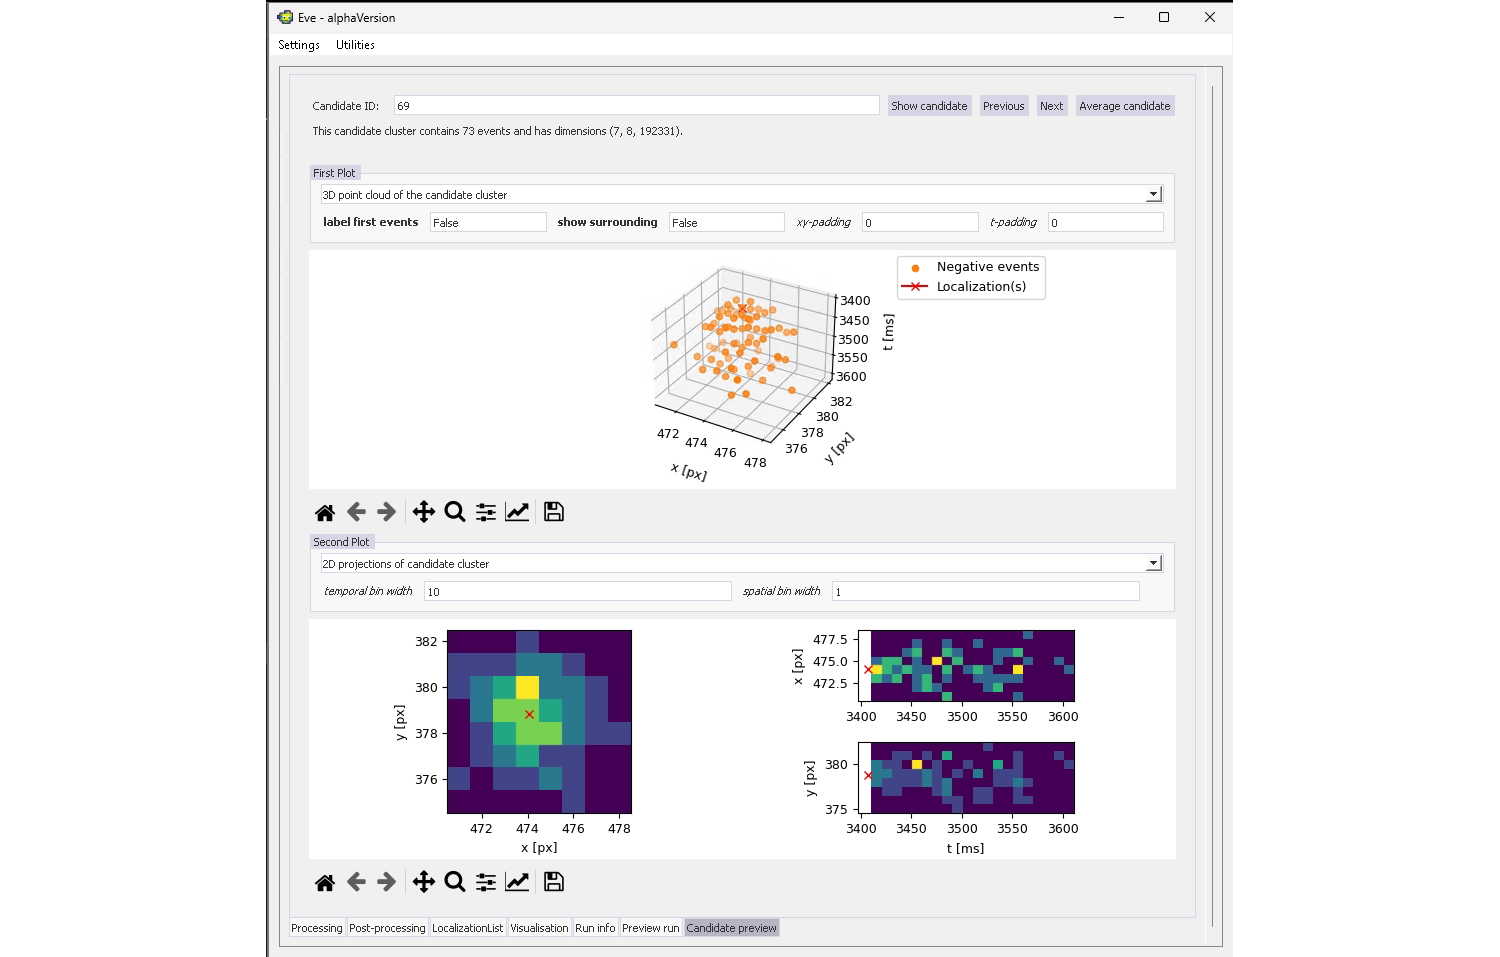 Eve - alphaVersion
Settings Utilities
Candidate ID: 69 Show candidate Previous Next Average candidate
This candidate cluster contains 73 events and has dimensions (7, 8, 192331).
First Plot
3D point cloud of the candidate cluster
label first events False show surrounding False xy-padding 0 t-padding 0
Negative events
Localization(s)
3400
3450
3500
3550
3600
t [ms]
382
380
378
376
y [px]
472
474
476
478
x [px]
Second Plot
2D projections of candidate cluster
temporal bin width 10 spatial bin width 1
382
380
378
376
y [px]
472 474 476 478
x [px]
477.5
475.0
472.5
x [px]
3400 3450 3500 3550 3600
380
375
y [px]
3400 3450 3500 3550 3600
t [ms]
Processing Post-processing LocalizationList Visualisation Run info Preview run Candidate preview